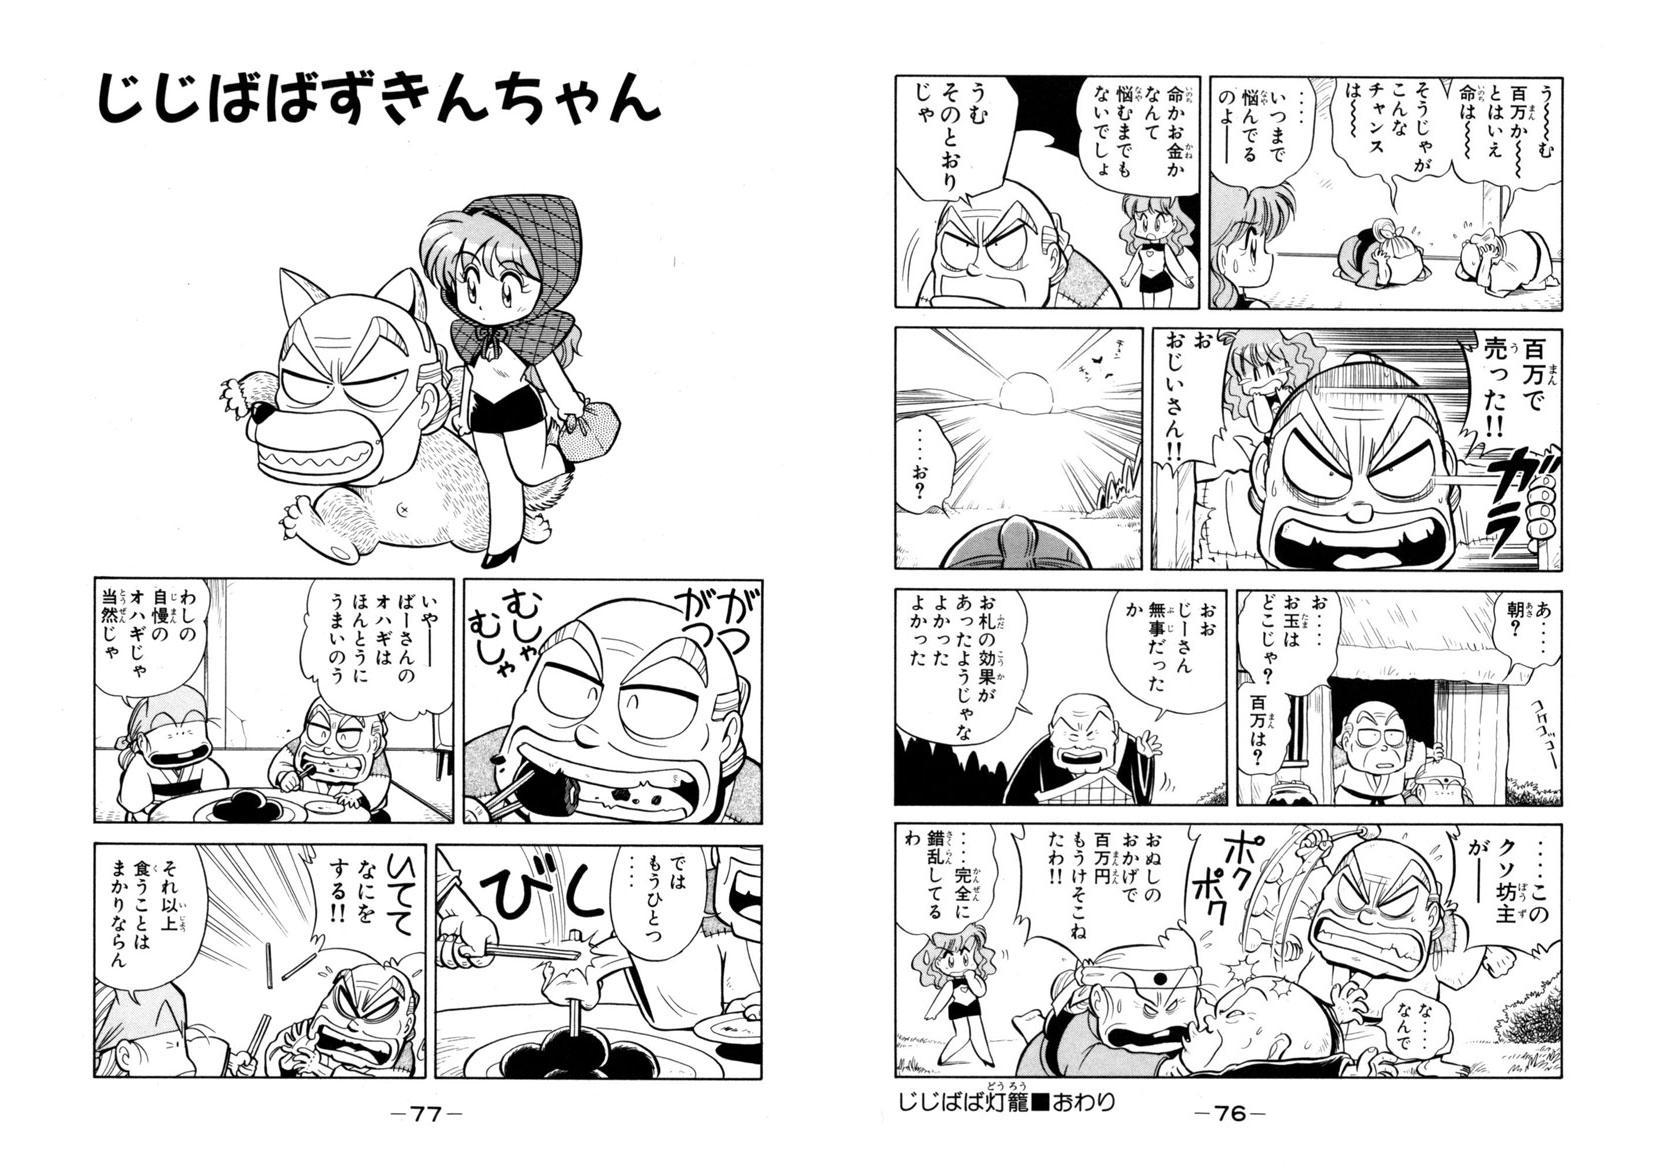 う～～む
百万か～～～
とはいえ
命は～～～
そうじゃが
こんな
チャンス
は～～～
‥‥
いつまで
悩んでる
のよ――
命かお金か
なんて
悩むまでも
ないでしょ
うむ
そのとおり
じゃ
百万で
売った!!
ガラ
お
おじいさん!!
チュン
チュン
‥‥お?
あ‥‥
朝?
コケコッコー
お‥‥
お玉は
どこじゃ?
百万は?
おお
じーさん
無事だった
か
お札の効果が
あったようじゃな
よかった
よかった
‥‥この
クソ坊主
が――
な‥‥
なんで
ポク
ポク
おぬしの
おかげで
百万円
もうけそこね
たわ!!
‥‥完全に
錯乱してる
わ
じじばば灯籠■おわり
―76―
じじばばずきんちゃん
がつ
がつ
むしゃ
むしゃ
いや――
ばーさんの
オハギは
ほんとうに
うまいのう
わしの
自慢の
オハギじゃ
当然じゃ
では
もうひとつ
‥‥
びし
いてて
なにを
する!!
それ以上
食うことは
まかりならん
―77―